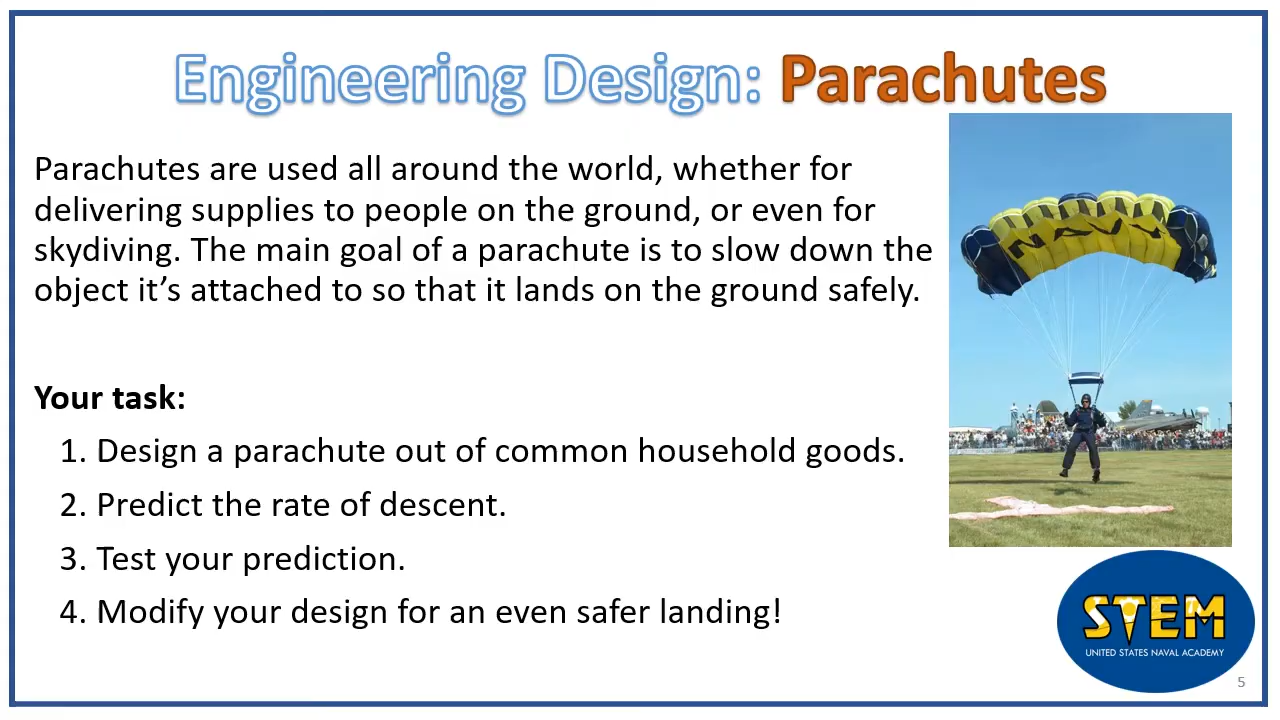 Engineering Design: Parachutes
Parachutes are used all around the world, whether for
delivering supplies to people on the ground, or even for
skydiving. The main goal of a parachute is to slow down the
object it’s attached to so that it lands on the ground safely.
NAVY
Your task:
1. Design a parachute out of common household goods.
2. Predict the rate of descent.
3. Test your prediction.
4. Modify your design for an even safer landing!
STEM
UNITED STATES NAVAL ACADEMY
5